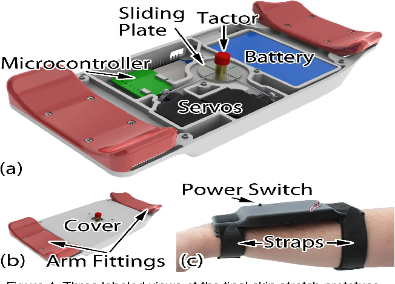 Sliding
Plate
Tactor
Microcontroller
Battery
Servos
(a)
Power Switch
Cover
Straps
(b)
Arm Fittings
(c)